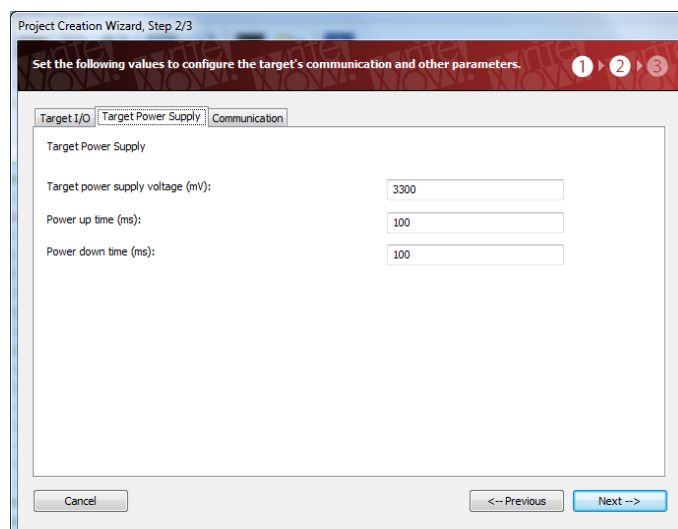 Project Creation Wizard, Step 2/3
Set the following values to configure the target's communication and other parameters.
1 2 3
Target I/O Target Power Supply Communication
Target Power Supply
Target power supply voltage (mV): 3300
Power up time (ms): 100
Power down time (ms): 100
Cancel <-- Previous Next -->